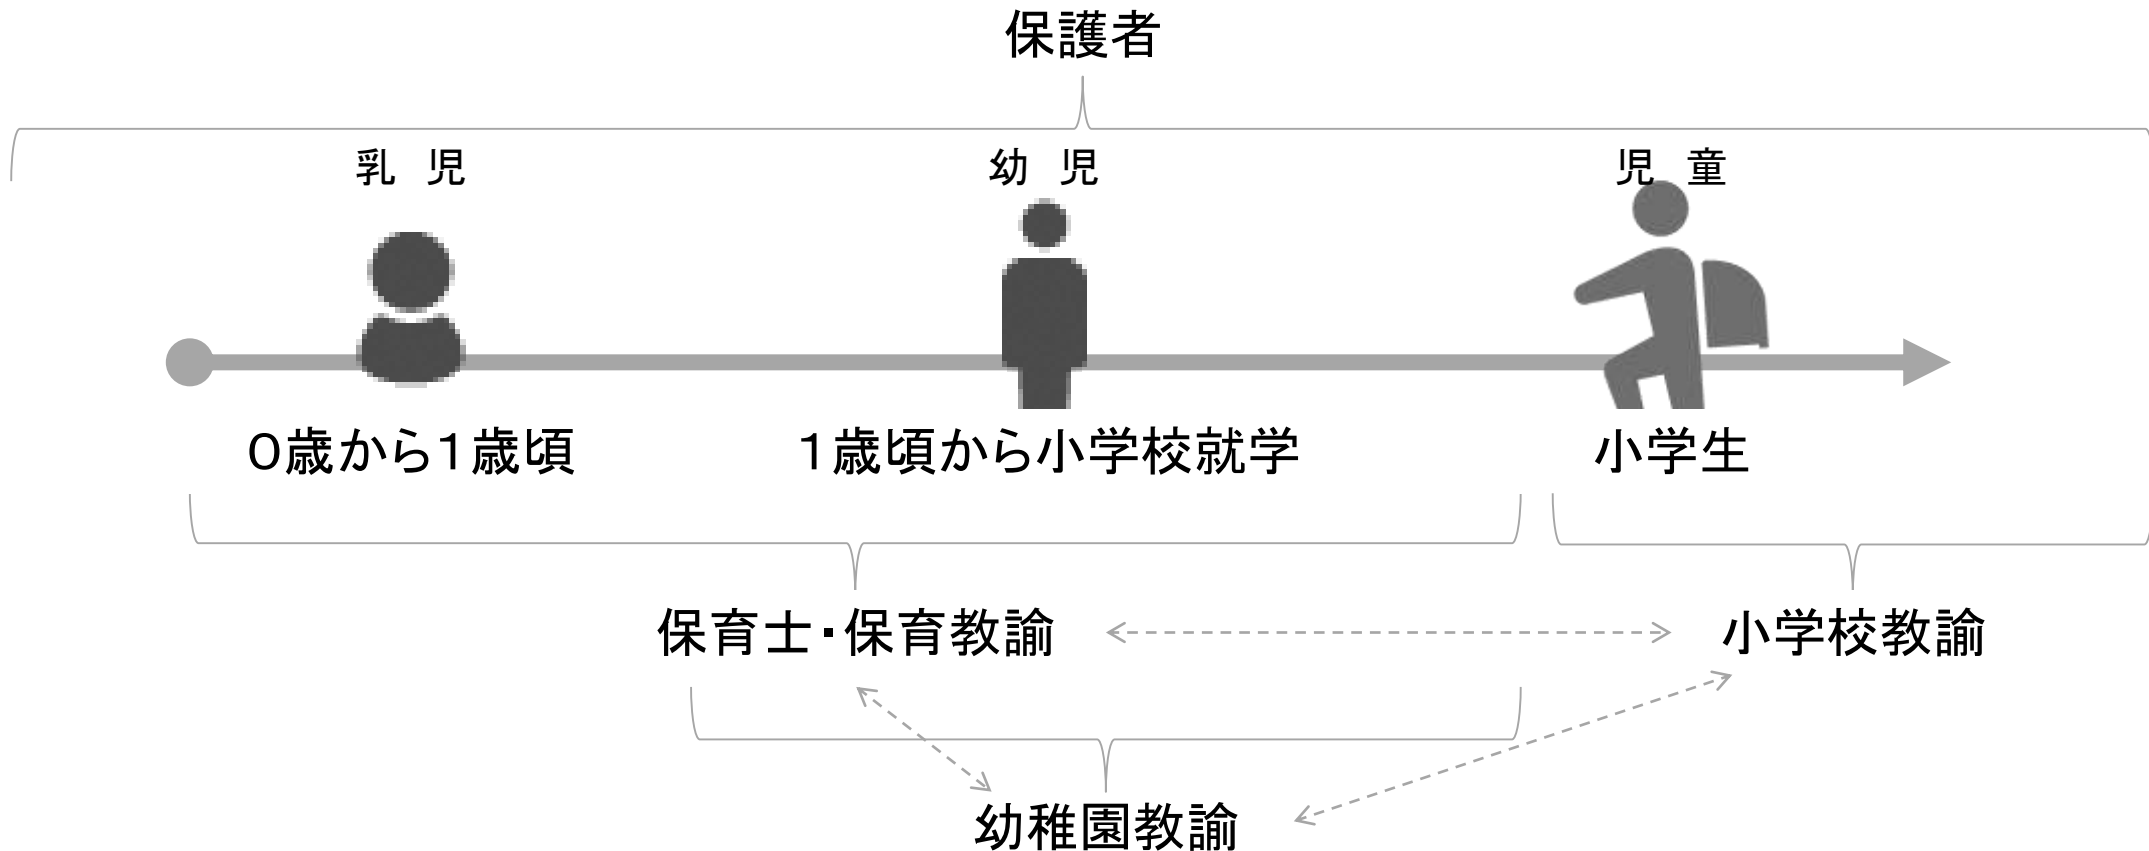 保護者
乳　児
幼　児
児　童
０歳から１歳頃
１歳頃から小学校就学
小学生
保育士・保育教諭
小学校教諭
幼稚園教諭